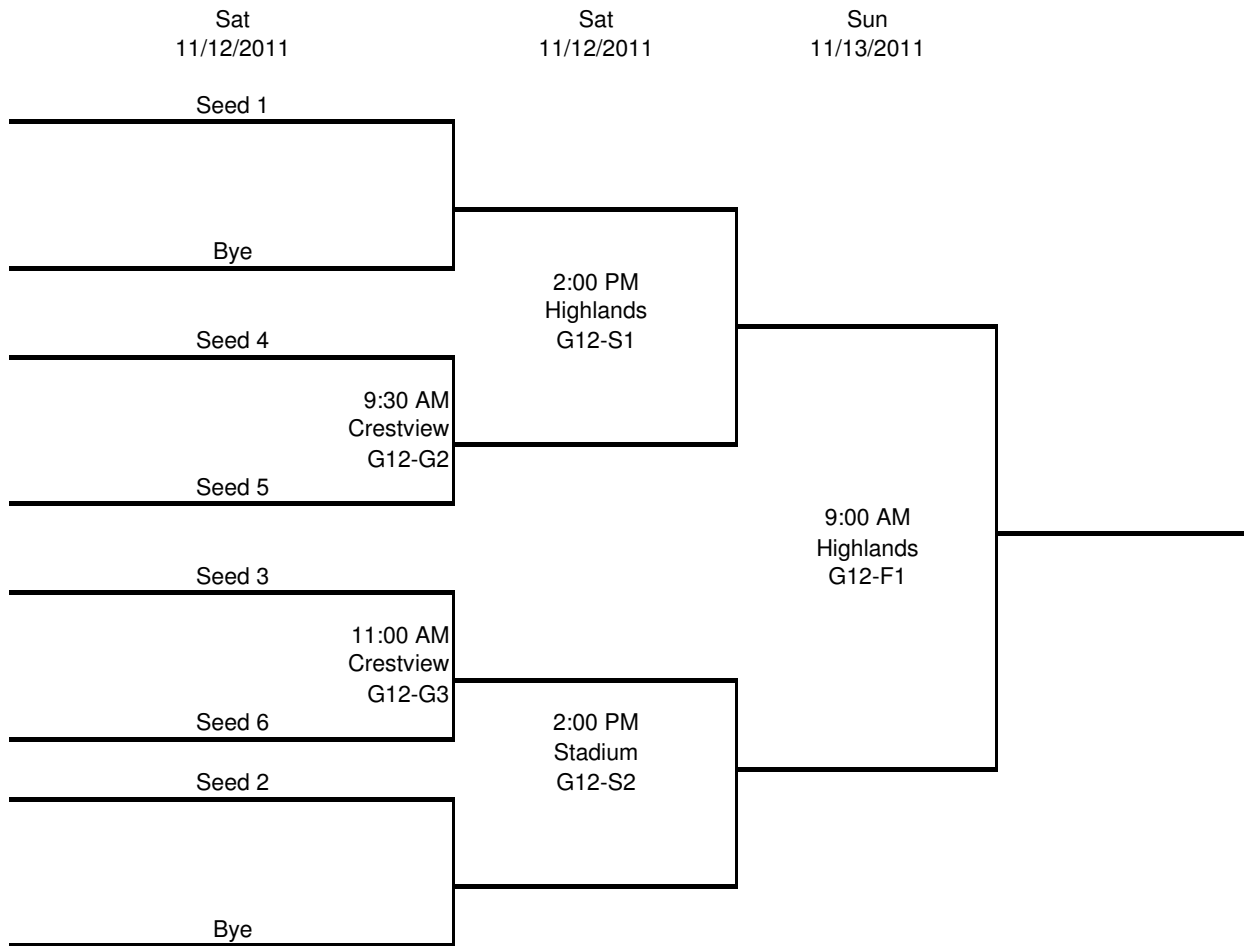 Sat
11/12/2011
Sat
11/12/2011
Sun
11/13/2011
Seed 1
Bye
2:00 PM
Highlands
G12-S1
Seed 4
9:30 AM
Crestview
G12-G2
Seed 5
9:00 AM
Highlands
G12-F1
Seed 3
11:00 AM
Crestview
G12-G3
Seed 6
2:00 PM
Stadium
G12-S2
Seed 2
Bye